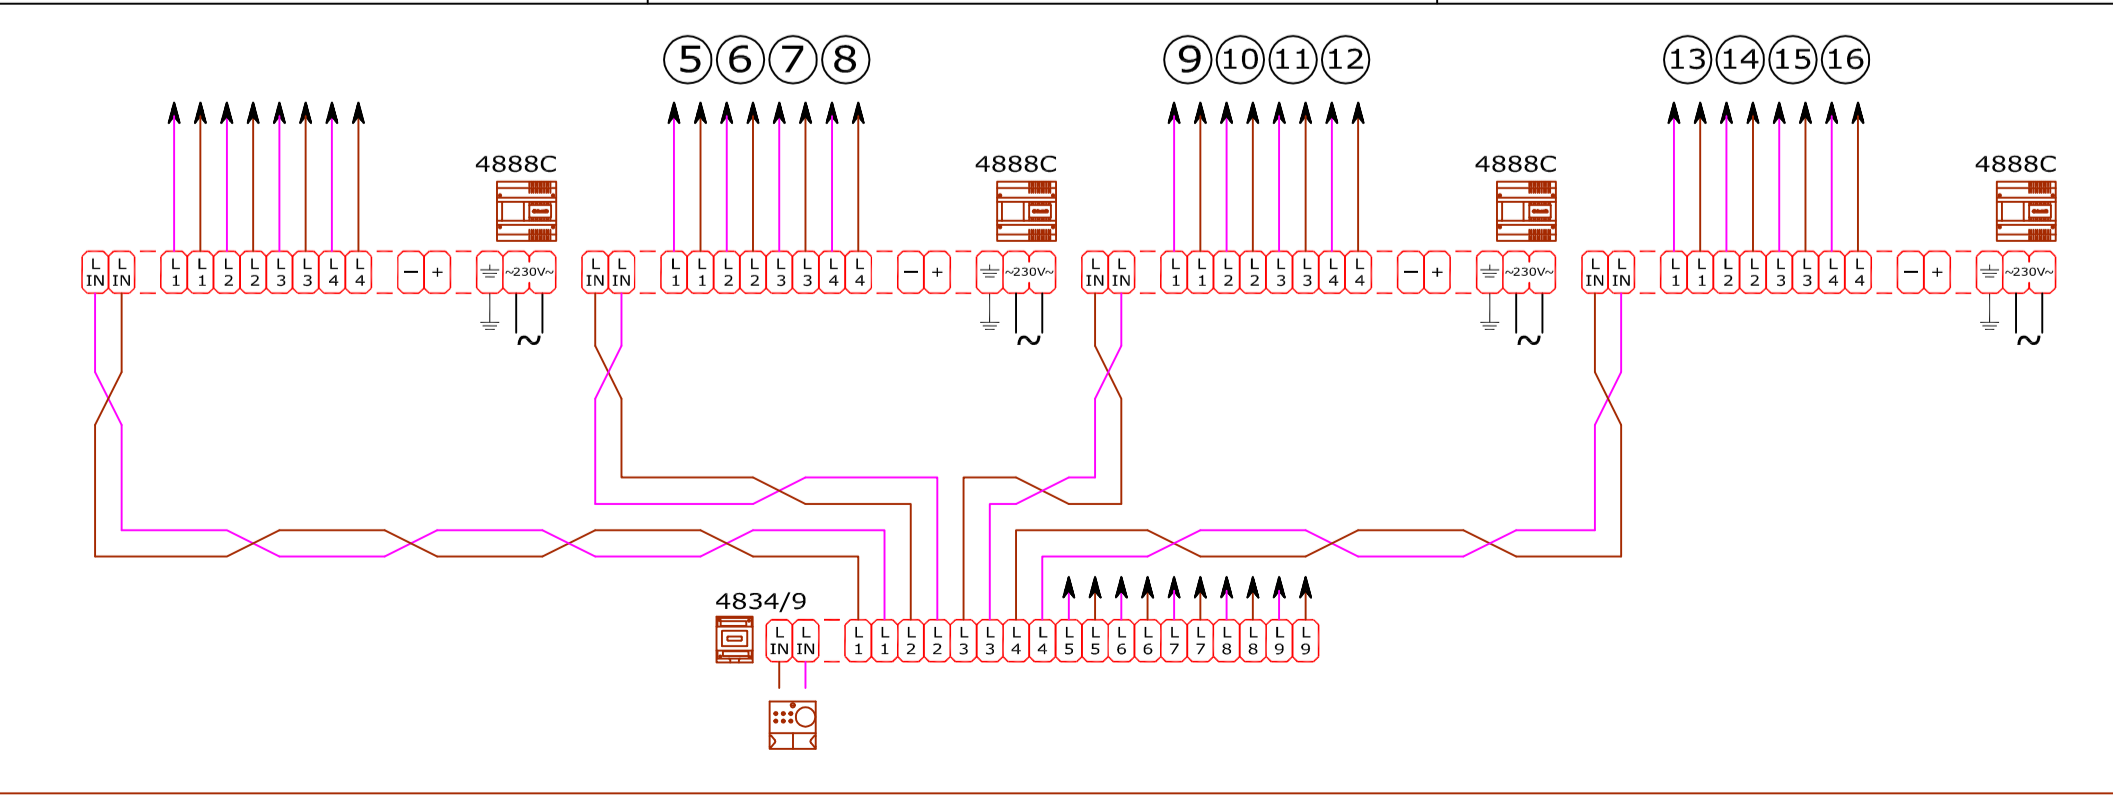 5 6 7 8 9 10 11 12 13 14 15 16
4888C 4888C 4888C 4888C
L L L L L L L L L L − + ~230V~ L L L L L L L L L L − + ~230V~ L L L L L L L L L L − + ~230V~ L L L L L L L L L L − + ~230V~
IN IN 1 1 2 2 3 3 4 4 IN IN 1 1 2 2 3 3 4 4 IN IN 1 1 2 2 3 3 4 4 IN IN 1 1 2 2 3 3 4 4
~ ~ ~ ~
4834/9
L L L L L L L L L L L L L L L L L L L L
IN IN 1 1 2 2 3 3 4 4 5 5 6 6 7 7 8 8 9 9